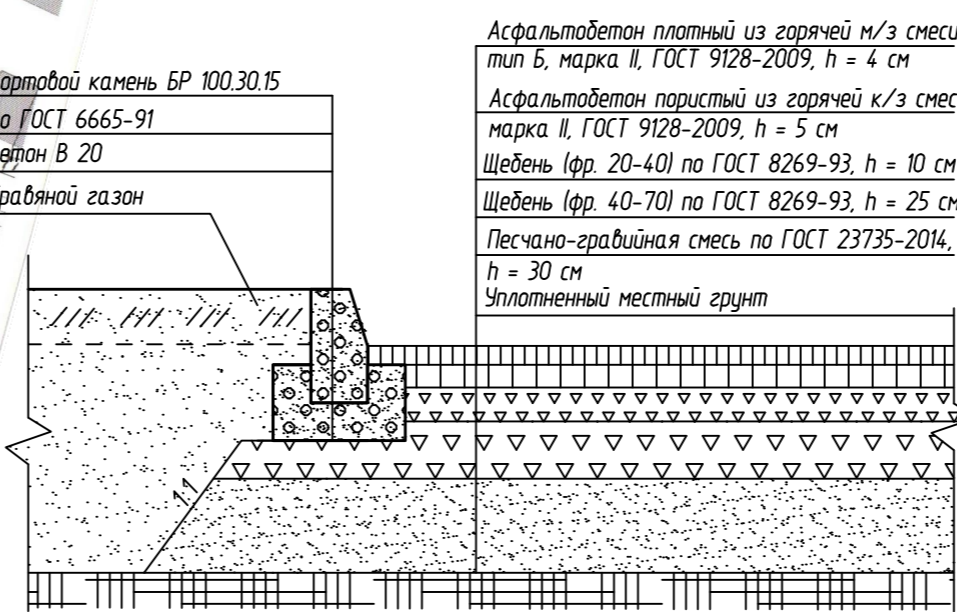 ортовой камень БР 100.30.15
о ГОСТ 6665-91
етон В 20
равяной газон
Асфальтобетон плотный из горячей м/з смеси
тип Б, марка II, ГОСТ 9128-2009, h = 4 см
Асфальтобетон пористый из горячей к/з смес
марка II, ГОСТ 9128-2009, h = 5 см
Щебень (фр. 20-40) по ГОСТ 8269-93, h = 10 см
Щебень (фр. 40-70) по ГОСТ 8269-93, h = 25 см
Песчано-гравийная смесь по ГОСТ 23735-2014,
h = 30 см
Уплотненный местный грунт
1:1